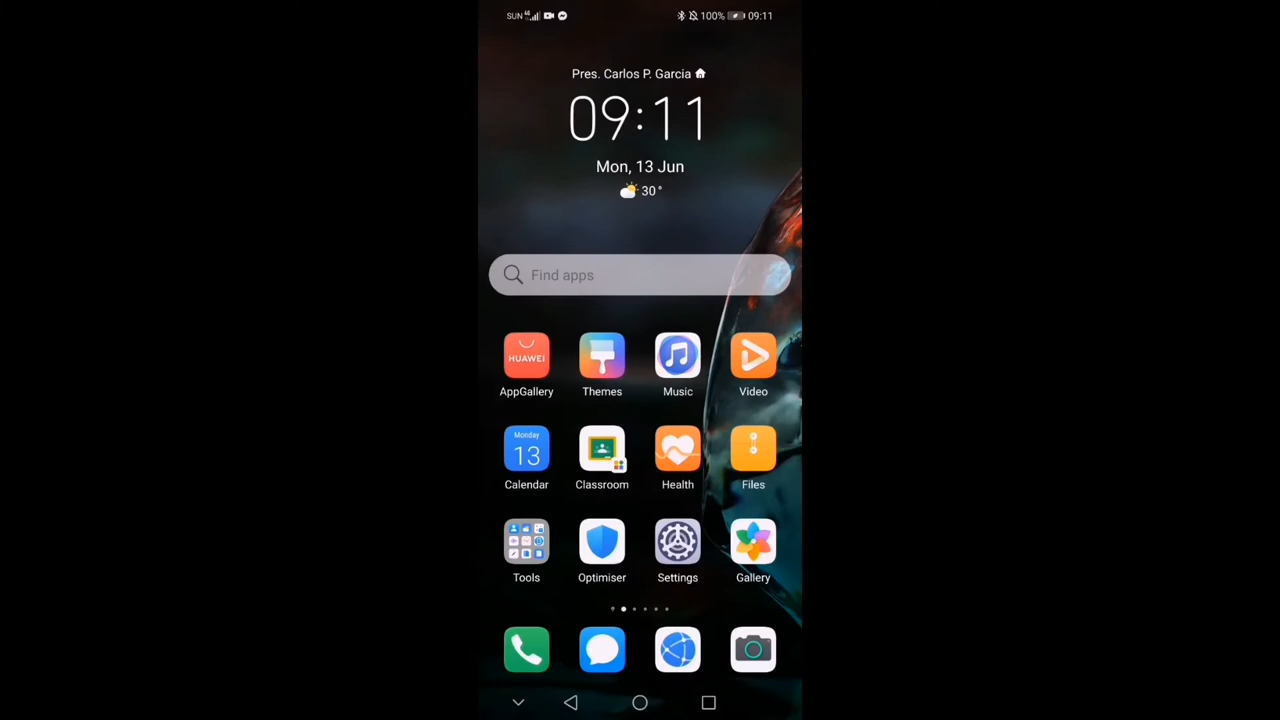 SUN 4G 100% 09:11
Pres. Carlos P. Garcia
09:11
Mon, 13 Jun
30°
Find apps
HUAWEI
AppGallery Themes Music Video
Monday
13
Calendar Classroom Health Files
Tools Optimiser Settings Gallery